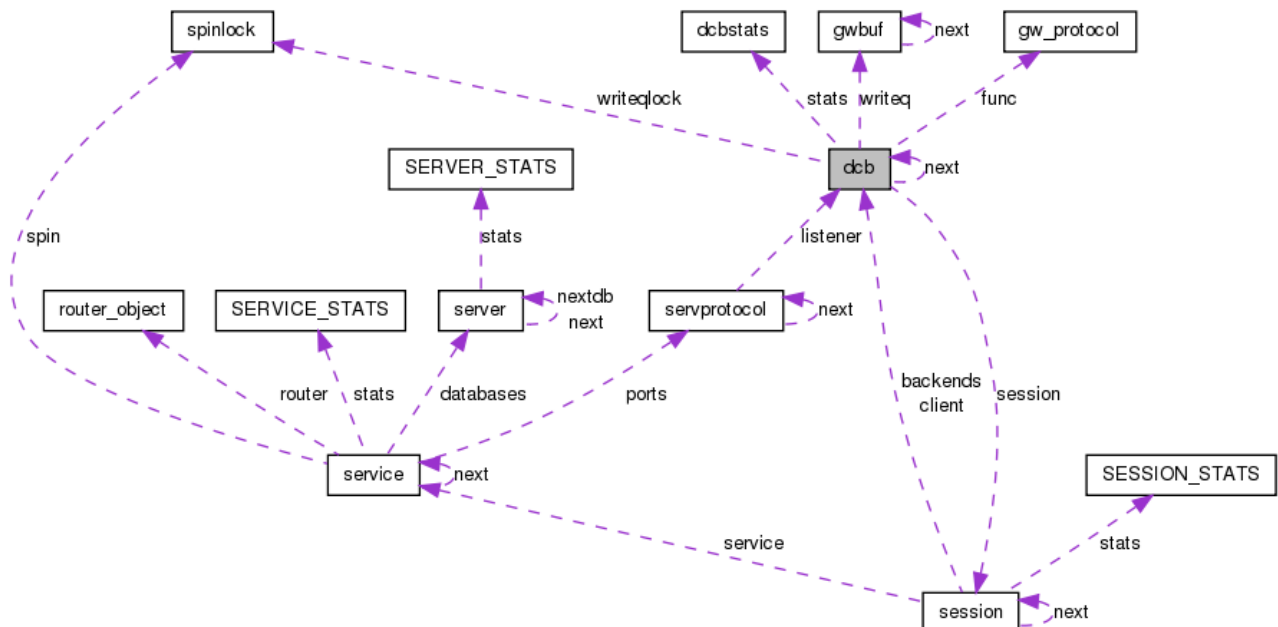 spinlock
dcbstats
gwbuf
next
gw_protocol
writeqlock
stats
writeq
func
SERVER_STATS
dcb
next
spin
stats
listener
router_object
SERVICE_STATS
server
nextdb
next
servprotocol
next
router
stats
databases
ports
backends
client
session
service
next
SESSION_STATS
service
stats
session
next